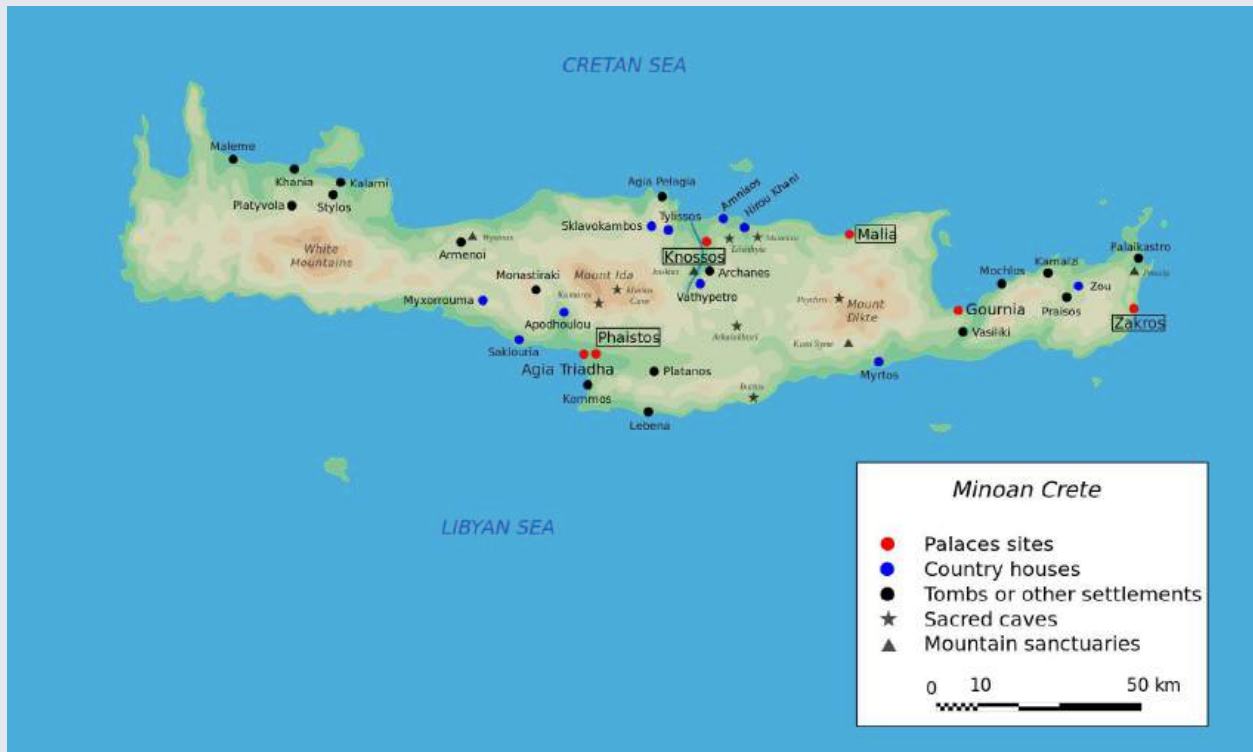 CRETAN SEA
Maleme
Khania
Kalami
Platyvola
Stylos
Agia Pelagia
Amnisos
Nirou Khani
Tylissos
Sklavokambos
Malia
Knossos
White
Mountains
Armenoi
Monastiraki
Mount Ida
Archanes
Palaikastro
Kamaizi
Mochlos
Zou
Myxorrouma
Kamares
Cave
Vathypetro
Mount
Dikte
Gournia
Praisos
Apodhoulou
Zakros
Vasiliki
Sakiouria
Phaistos
Agia Triadha
Platanos
Myrtos
Kommos
Lebena
LIBYAN SEA
Minoan Crete
Palaces sites
Country houses
Tombs or other settlements
Sacred caves
Mountain sanctuaries
0 10 50 km